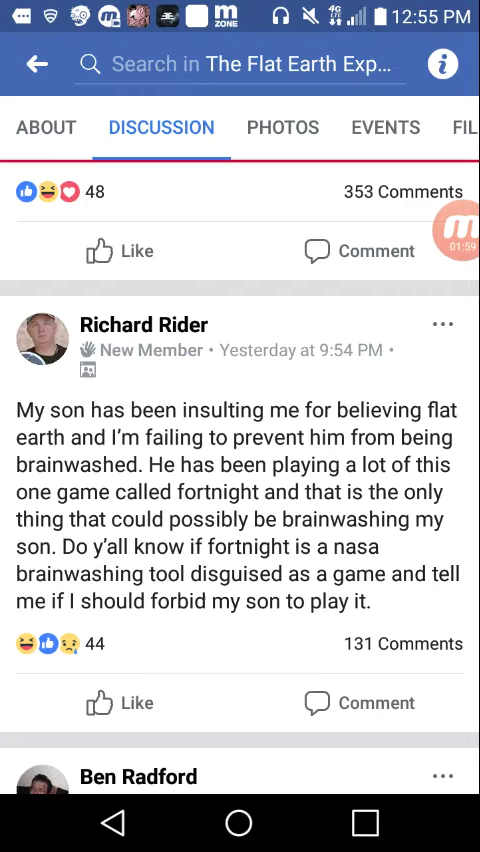 m
ZONE
4G
LTE
12:55 PM
Search in The Flat Earth Exp...
ABOUT DISCUSSION PHOTOS EVENTS FIL
48 353 Comments
m
01:59
Like Comment
Richard Rider
New Member • Yesterday at 9:54 PM •
My son has been insulting me for believing flat
earth and I'm failing to prevent him from being
brainwashed. He has been playing a lot of this
one game called fortnight and that is the only
thing that could possibly be brainwashing my
son. Do y'all know if fortnight is a nasa
brainwashing tool disguised as a game and tell
me if I should forbid my son to play it.
44 131 Comments
Like Comment
Ben Radford